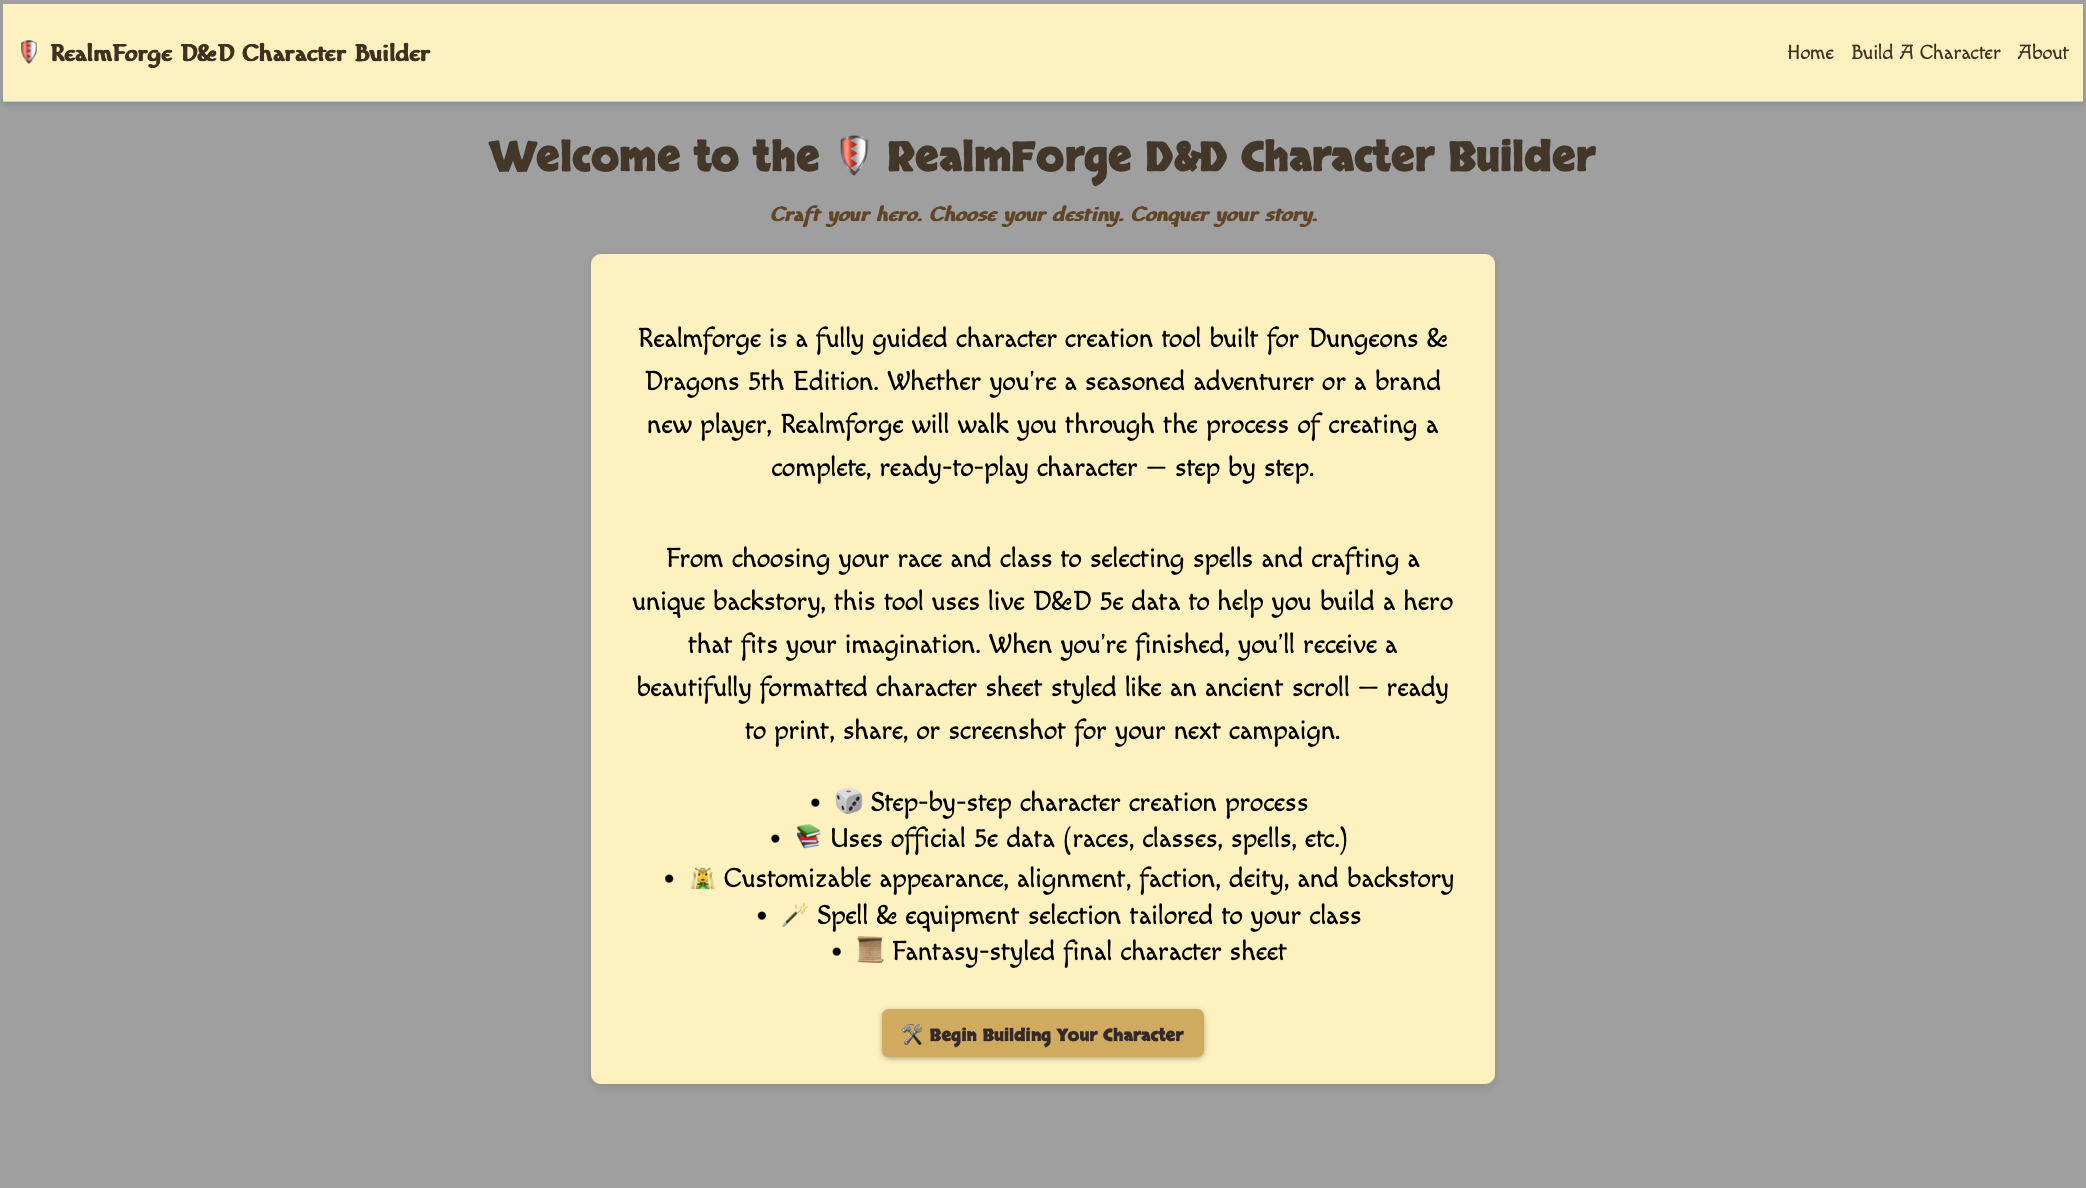 RealmForge D&D Character Builder
Home Build A Character About
Welcome to the RealmForge D&D Character Builder
Craft your hero. Choose your destiny. Conquer your story.
Realmforge is a fully guided character creation tool built for Dungeons &
Dragons 5th Edition. Whether you're a seasoned adventurer or a brand
new player, Realmforge will walk you through the process of creating a
complete, ready-to-play character — step by step.
From choosing your race and class to selecting spells and crafting a
unique backstory, this tool uses live D&D 5e data to help you build a hero
that fits your imagination. When you're finished, you'll receive a
beautifully formatted character sheet styled like an ancient scroll — ready
to print, share, or screenshot for your next campaign.
• Step-by-step character creation process
• Uses official 5e data (races, classes, spells, etc.)
• Customizable appearance, alignment, faction, deity, and backstory
• Spell & equipment selection tailored to your class
• Fantasy-styled final character sheet
Begin Building Your Character